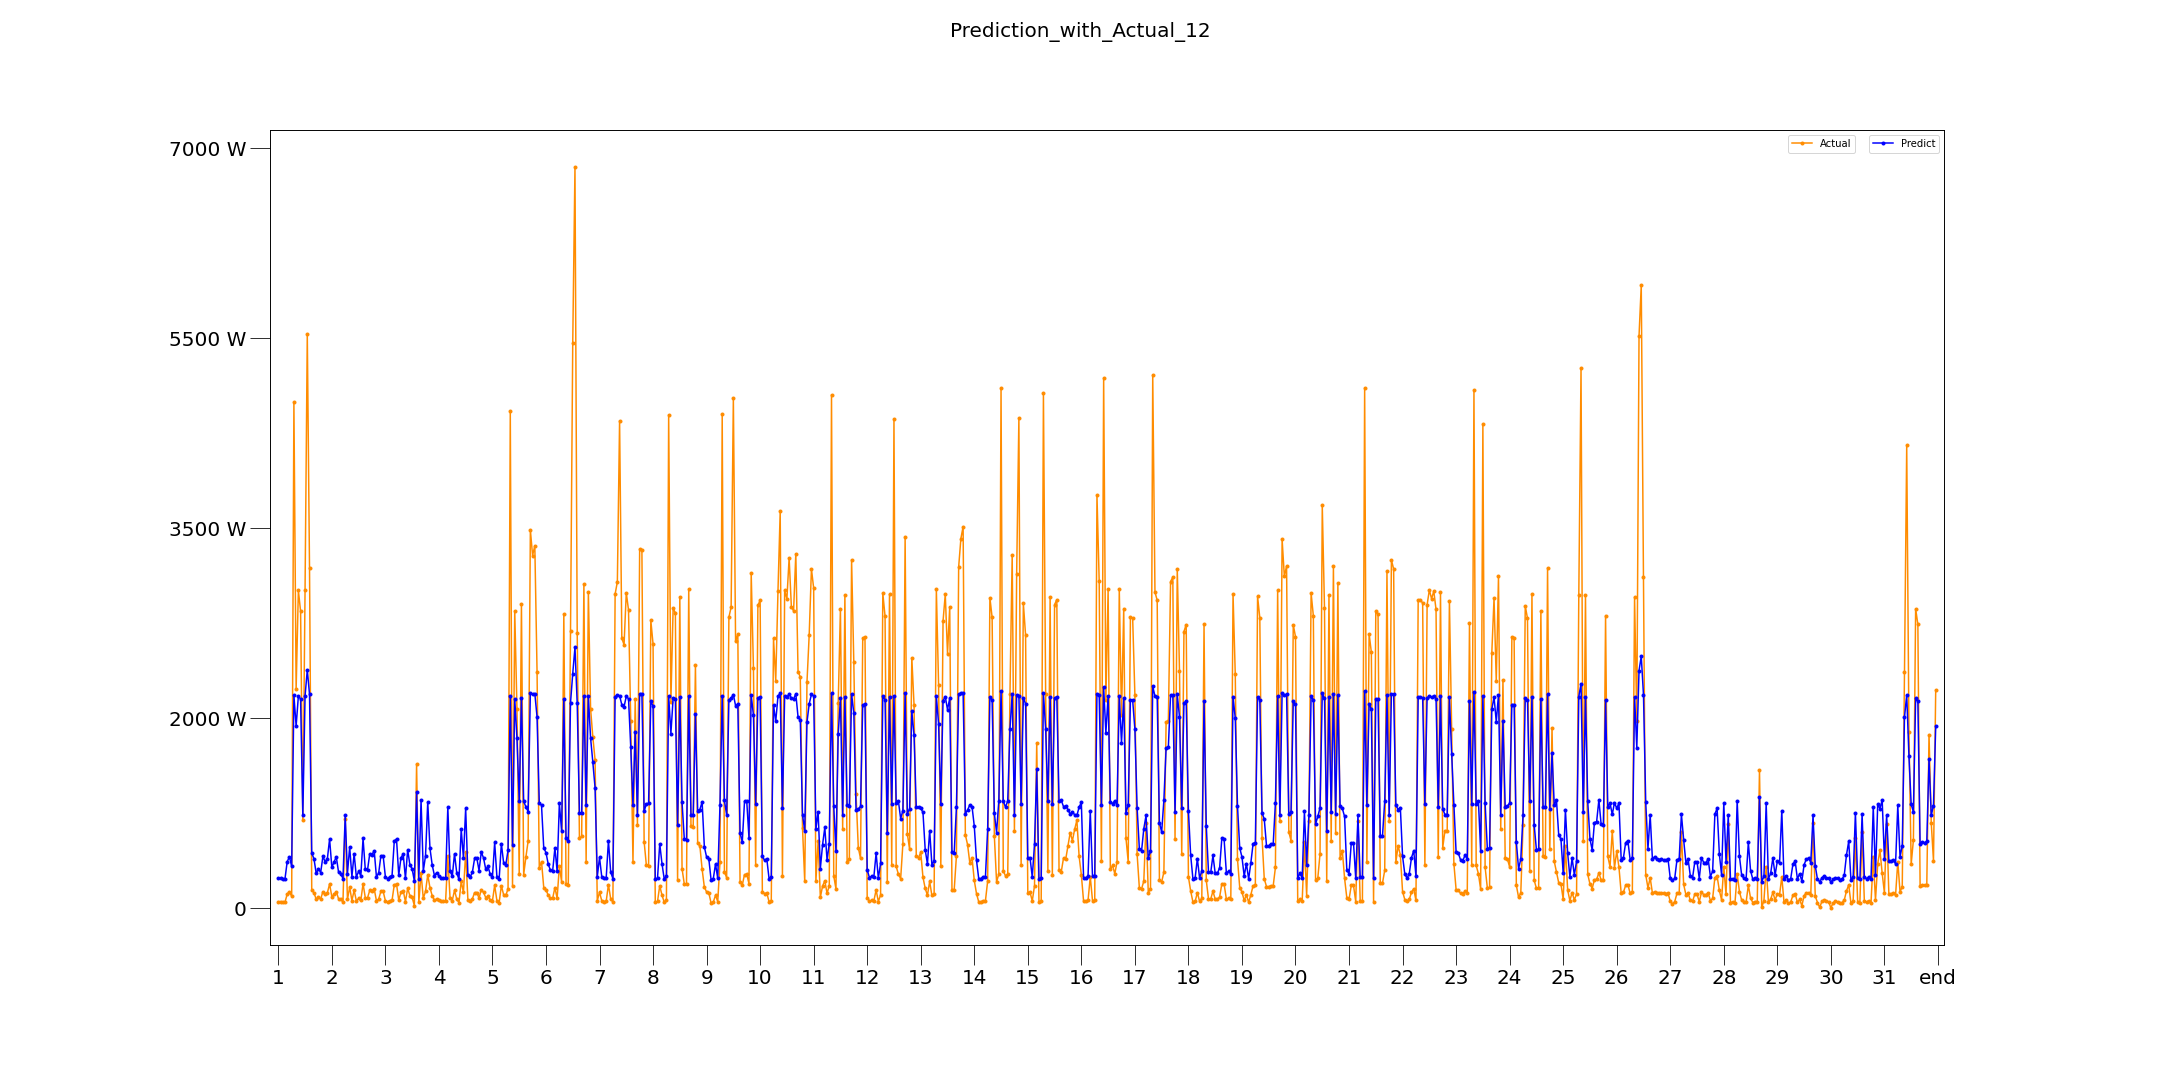 Prediction_with_Actual_12
Actual Predict
7000 W
5500 W
3500 W
2000 W
0
1 2 3 4 5 6 7 8 9 10 11 12 13 14 15 16 17 18 19 20 21 22 23 24 25 26 27 28 29 30 31 end